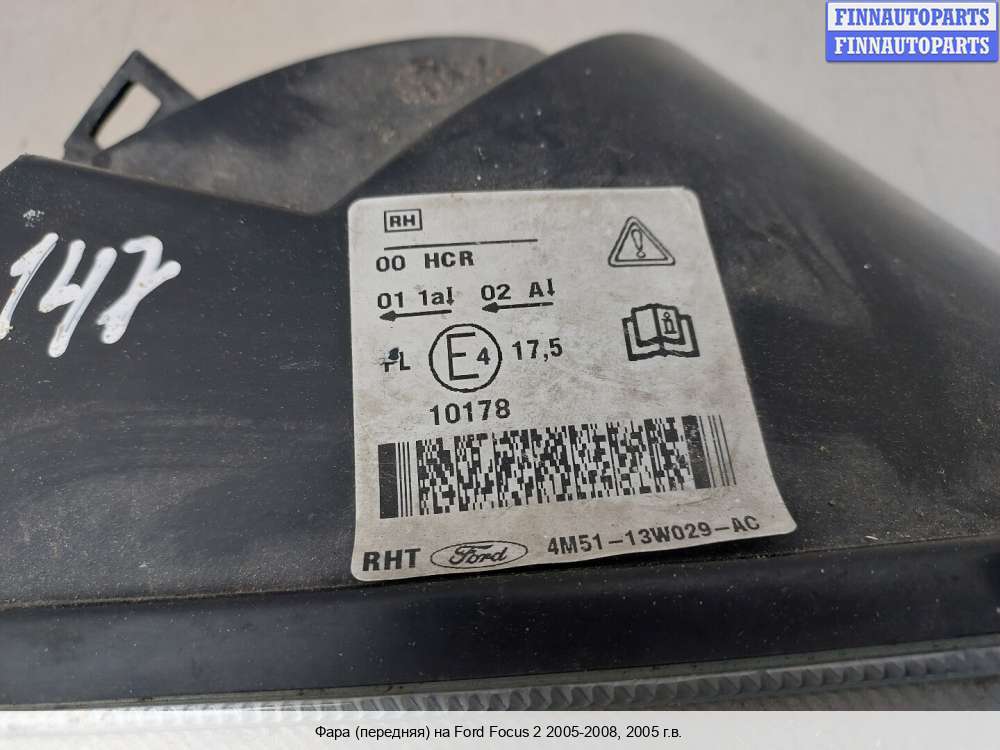 FINNAUTOPARTS
FINNAUTOPARTS
147
RH
00 HCR
01 1a↓ 02 A↓
PL E4 17,5
10178
RHT Ford 4M51-13W029-AC
Фара (передняя) на Ford Focus 2 2005-2008, 2005 г.в.